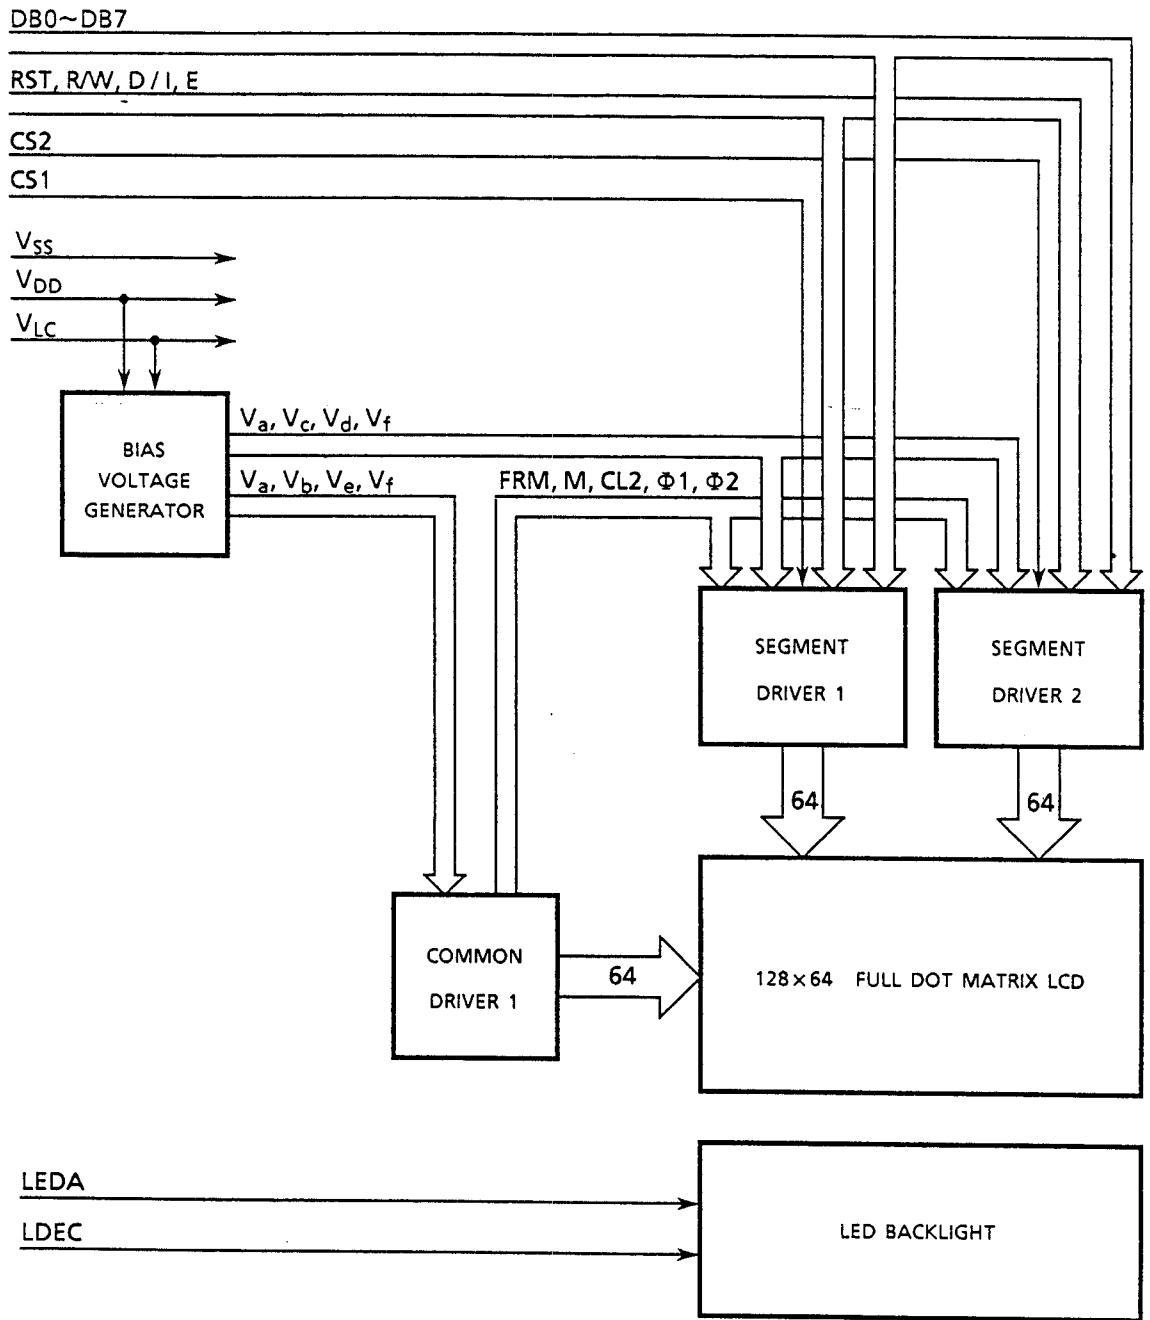 DB0~DB7
RST, R/W, D / I, E
CS2
CS1
VSS
VDD
VLC
BIAS
VOLTAGE
GENERATOR
Va, Vc, Vd, Vf
Va, Vb, Ve, Vf
FRM, M, CL2, Φ1, Φ2
SEGMENT
DRIVER 1
SEGMENT
DRIVER 2
64
64
COMMON
DRIVER 1
64
128×64 FULL DOT MATRIX LCD
LEDA
LDEC
LED BACKLIGHT